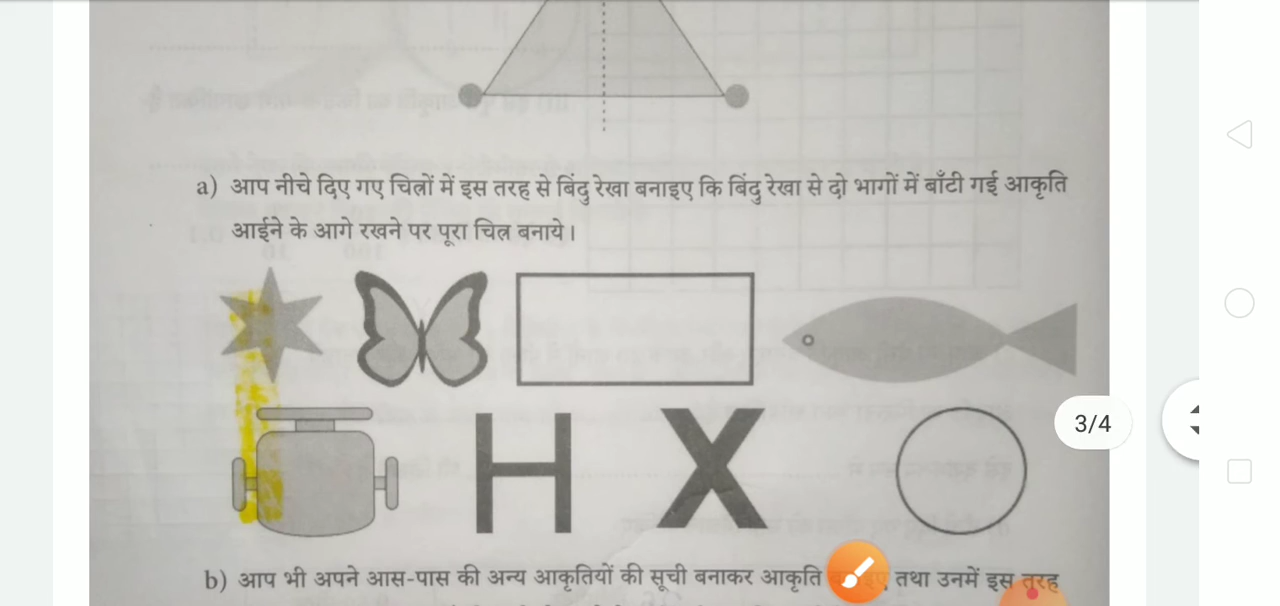 a) आप नीचे दिए गए चित्रों में इस तरह से बिंदु रेखा बनाइए कि बिंदु रेखा से दो भागों में बाँटी गई आकृति
आईने के आगे रखने पर पूरा चित्र बनाये।
H X
3/4
b) आप भी अपने आस-पास की अन्य आकृतियों की सूची बनाकर आकृति तथा उनमें इस तरह